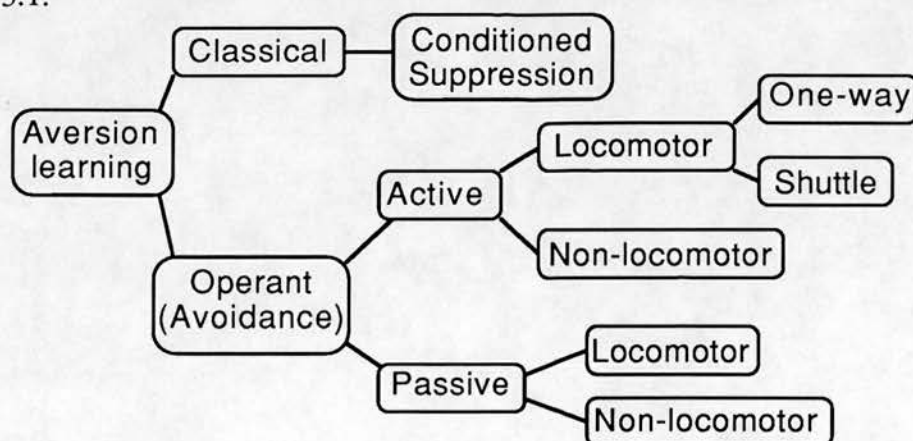 3.1.
Classical
Conditioned
Suppression
One-way
Aversion
learning
Locomotor
Active
Shuttle
Non-locomotor
Operant
(Avoidance)
Locomotor
Passive
Non-locomotor